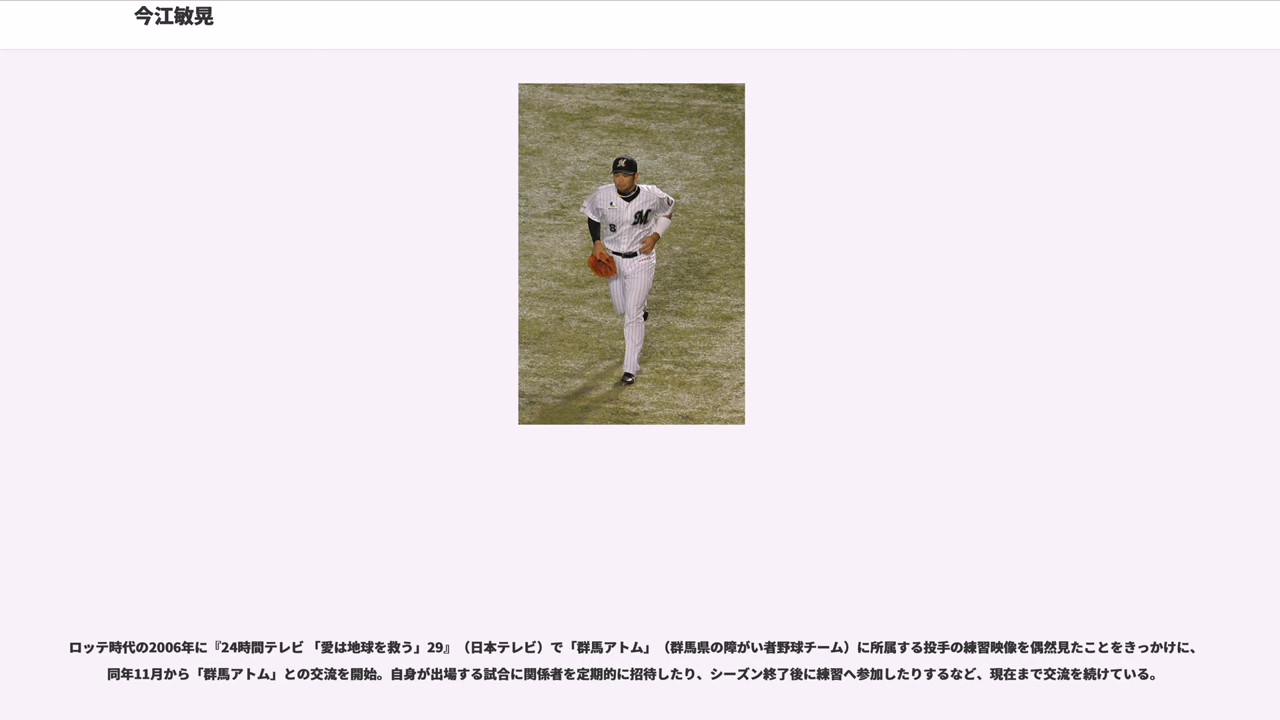 今江敏晃
M
M
8
ロッテ時代の2006年に『24時間テレビ 「愛は地球を救う」29』（日本テレビ）で「群馬アトム」（群馬県の障がい者野球チーム）に所属する投手の練習映像を偶然見たことをきっかけに、
同年11月から「群馬アトム」との交流を開始。自身が出場する試合に関係者を定期的に招待したり、シーズン終了後に練習へ参加したりするなど、現在まで交流を続けている。